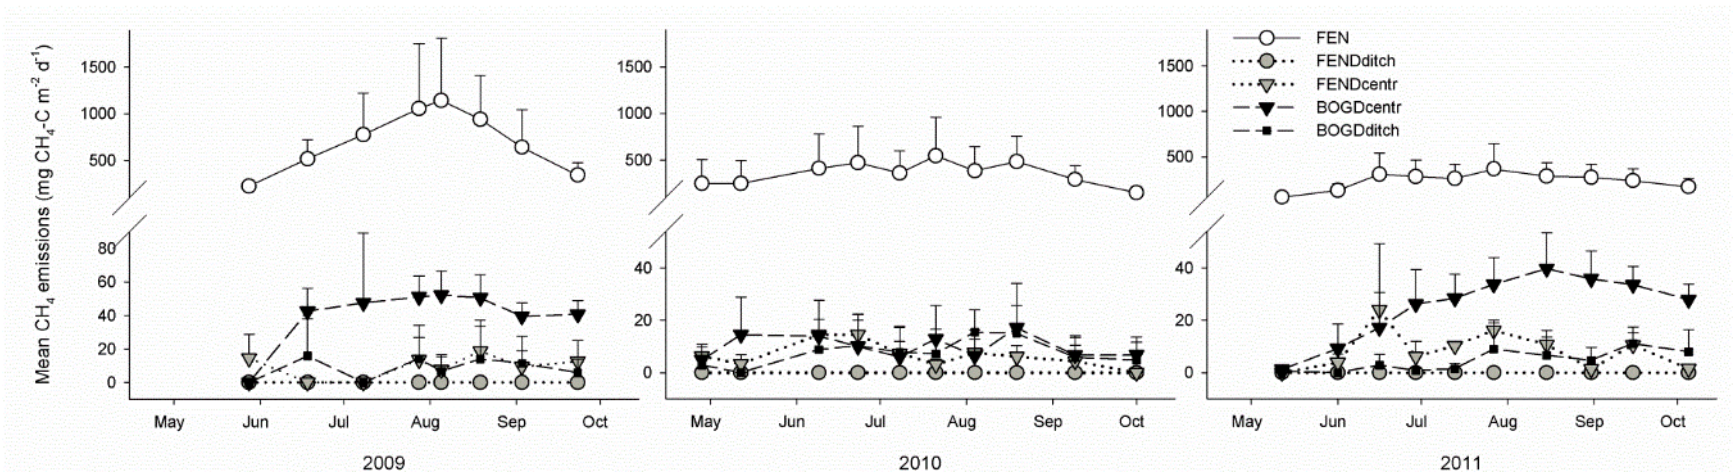 Mean CH4 emissions (mg CH4-C m-2 d-1)
1500
1000
500
80
60
40
20
0
May Jun Jul Aug Sep Oct
2009
1500
1000
500
40
20
0
May Jun Jul Aug Sep Oct
2010
1500
1000
500
40
20
0
May Jun Jul Aug Sep Oct
2011
FEN
FENDditch
FENDcentr
BOGDcentr
BOGDditch